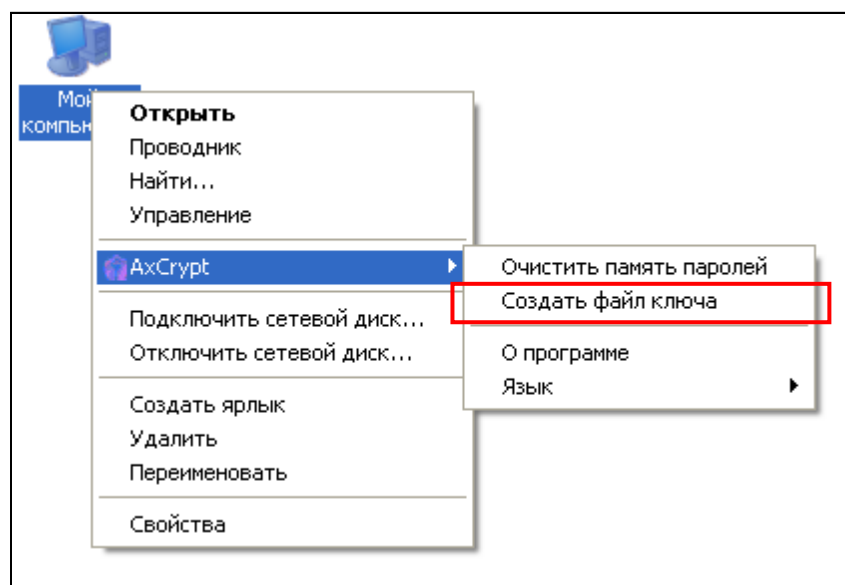 Мой
Открыть
Проводник
Найти...
Управление
AxCrypt
Очистить память паролей
Создать файл ключа
О программе
Язык
Подключить сетевой диск...
Отключить сетевой диск...
Создать ярлык
Удалить
Переименовать
Свойства